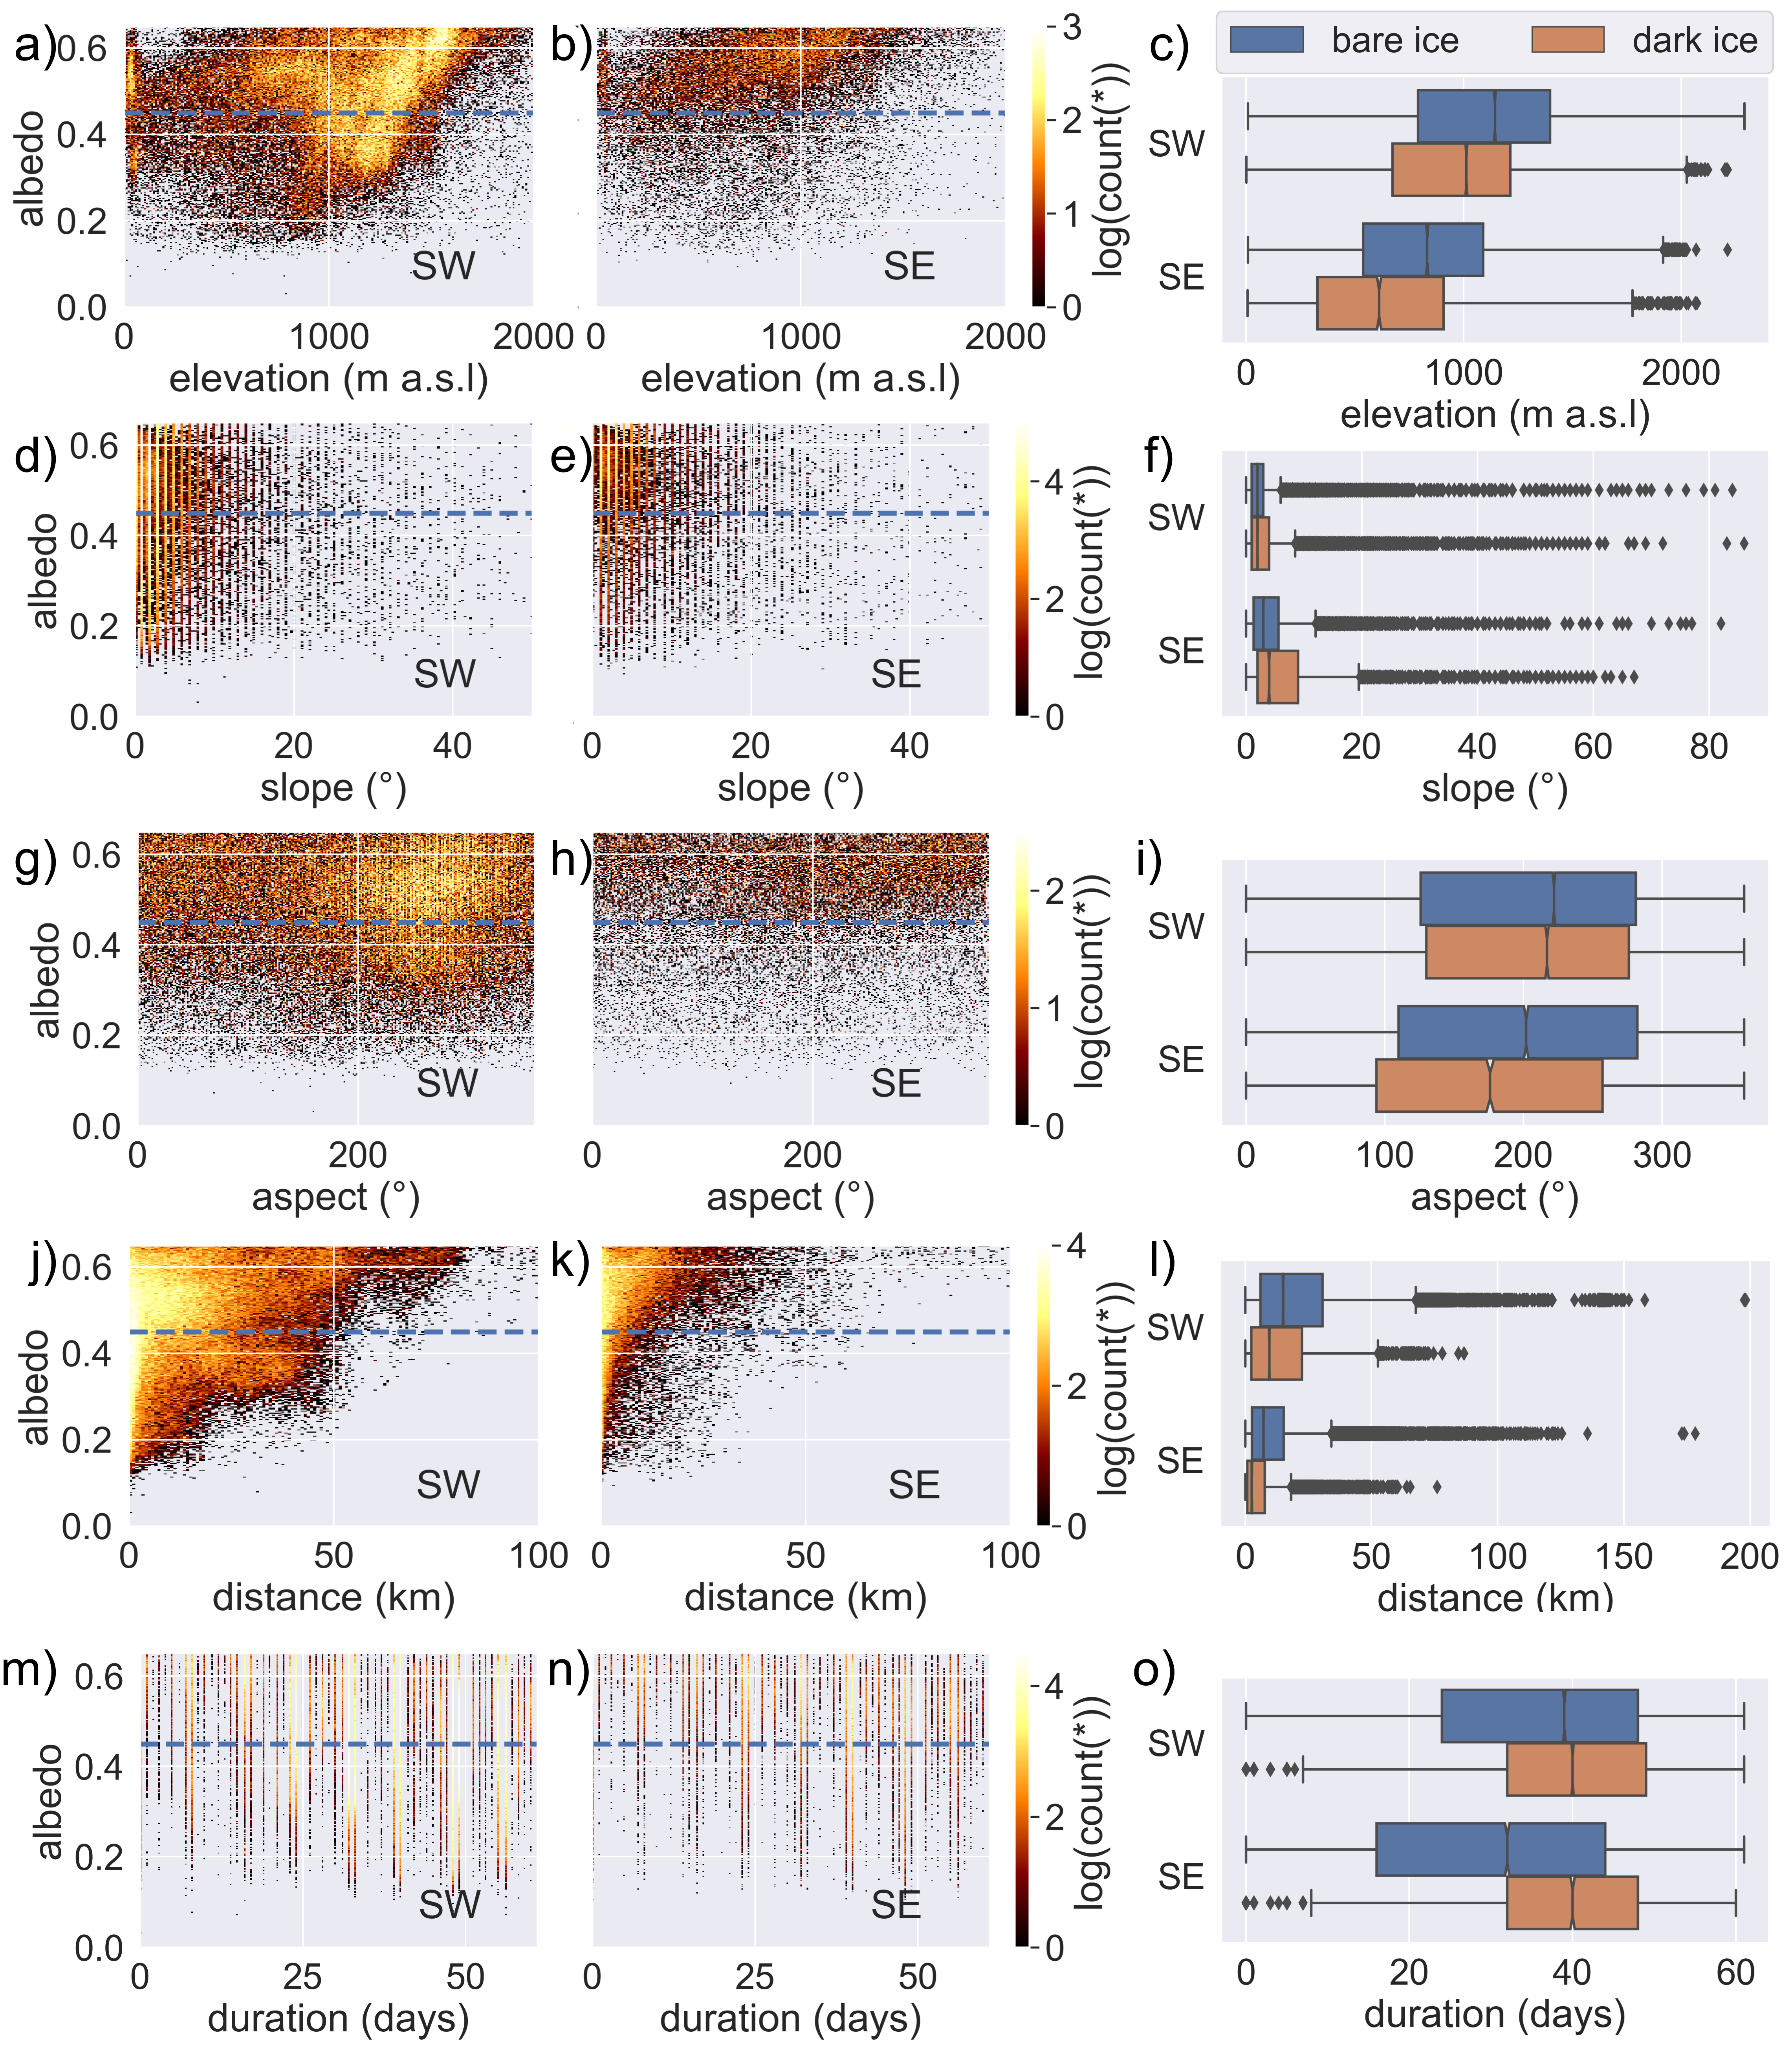 a)
0.6
0.4
0.2
0.0
albedo
SW
0
1000
2000
elevation (m a.s.l)
b)
SE
0
1000
2000
elevation (m a.s.l)
3
2
1
0
log(count(*))
c)
bare ice
dark ice
SW
SE
0
1000
2000
elevation (m a.s.l)
d)
0.6
0.4
0.2
0.0
albedo
SW
0
20
40
slope (°)
e)
SE
0
20
40
slope (°)
4
2
0
log(count(*))
f)
SW
SE
0
20
40
60
80
slope (°)
g)
0.6
0.4
0.2
0.0
albedo
SW
0
200
aspect (°)
h)
SE
0
200
aspect (°)
2
1
0
log(count(*))
i)
SW
SE
0
100
200
300
aspect (°)
j)
0.6
0.4
0.2
0.0
albedo
SW
0
50
100
distance (km)
k)
SE
0
50
100
distance (km)
4
2
0
log(count(*))
l)
SW
SE
0
50
100
150
200
distance (km)
m)
0.6
0.4
0.2
0.0
albedo
SW
0
25
50
duration (days)
n)
SE
0
25
50
duration (days)
4
2
0
log(count(*))
o)
SW
SE
0
20
40
60
duration (days)